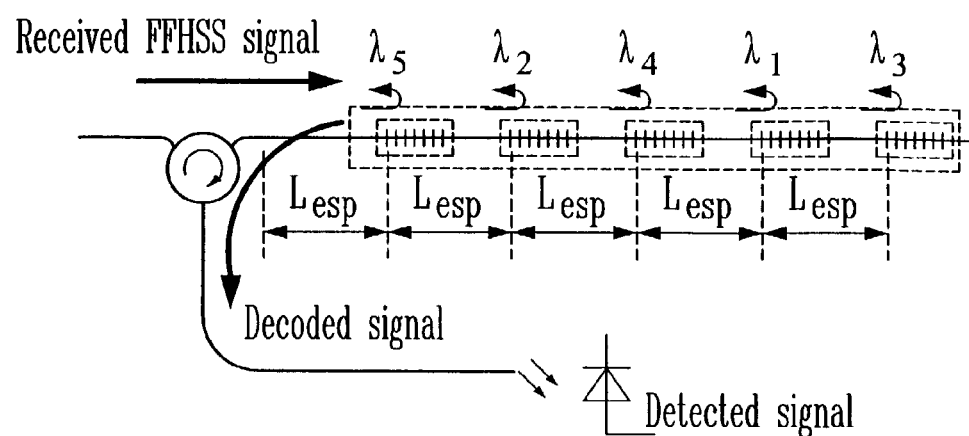 Received FFHSS signal
λ5 λ2 λ4 λ1 λ3
Lesp Lesp Lesp Lesp Lesp
Decoded signal
Detected signal